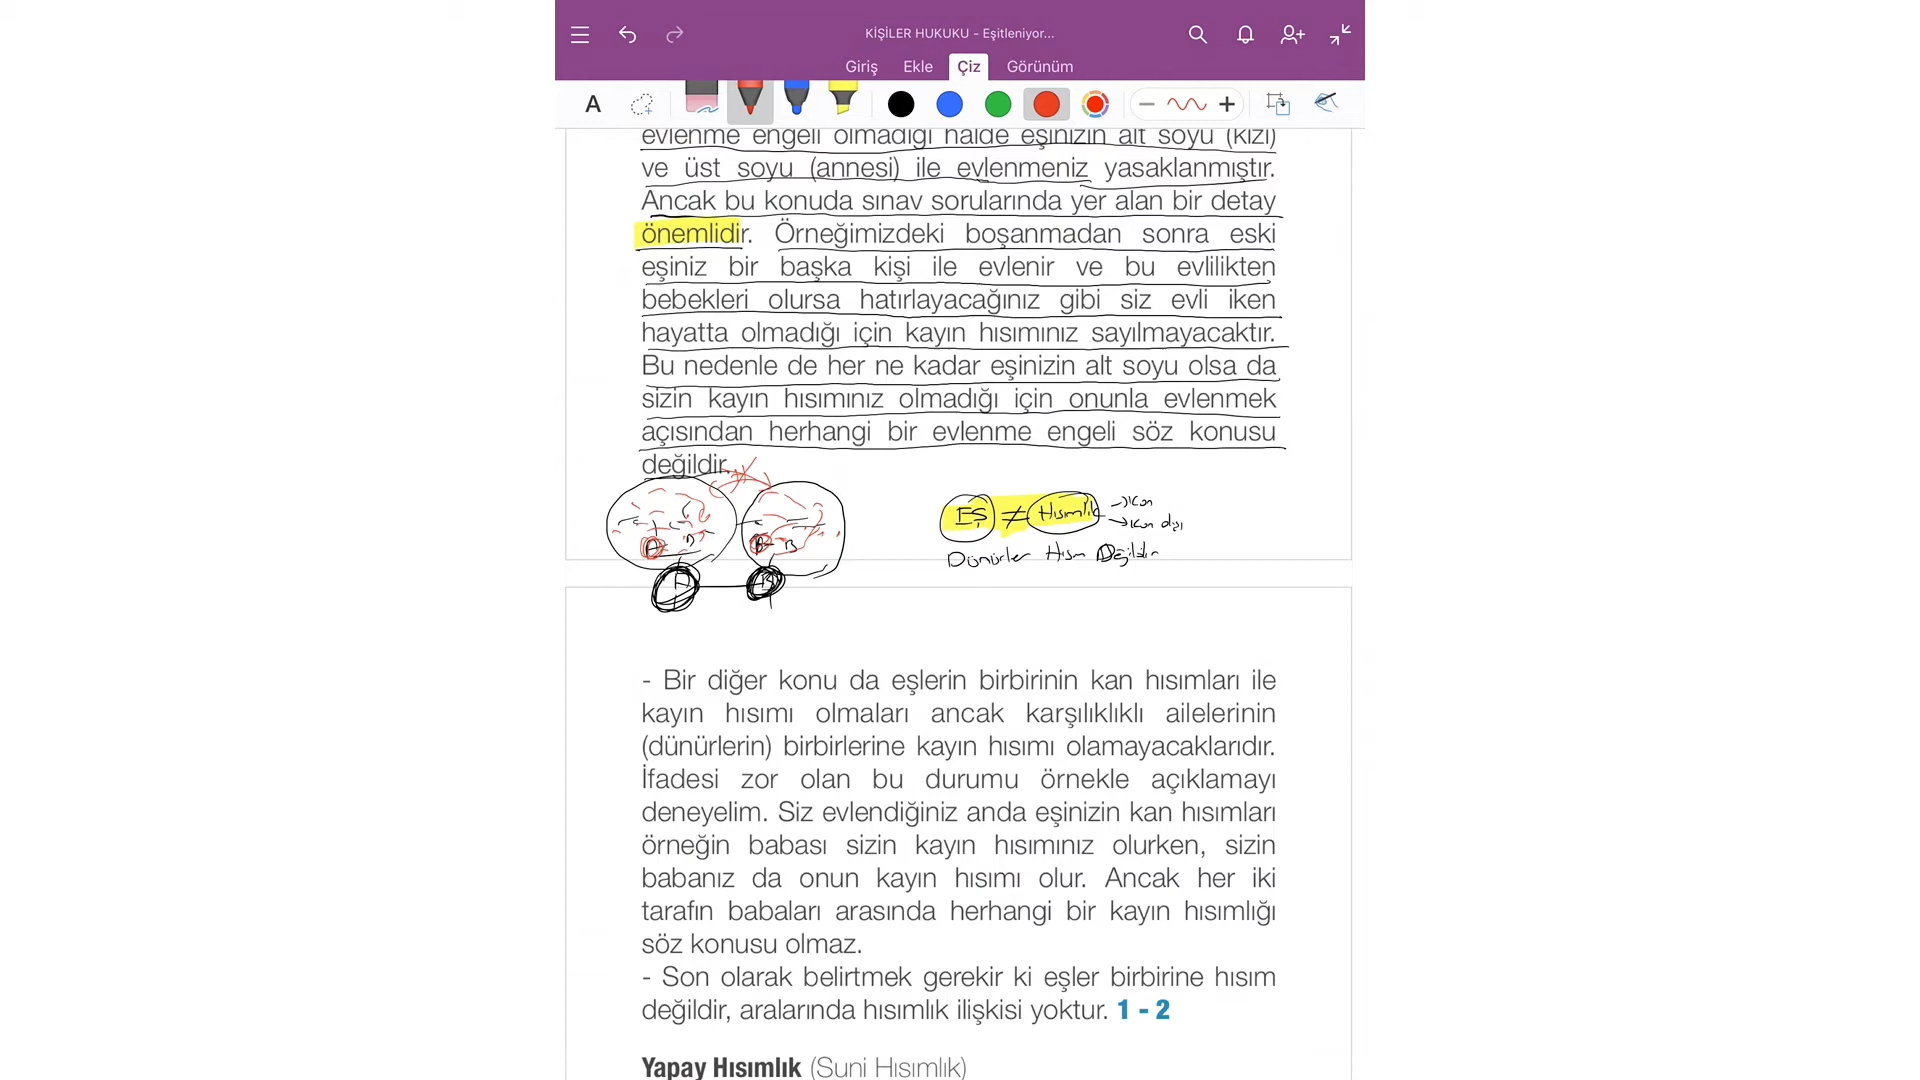 KİŞİLER HUKUKU - Eşitleniyor...
Giriş Ekle Çiz Görünüm
A
evlenme engeli olmadığı halde eşinizin alt soyu (kızı)
ve üst soyu (annesi) ile evlenmeniz yasaklanmıştır.
Ancak bu konuda sınav sorularında yer alan bir detay
önemlidir. Örneğimizdeki boşanmadan sonra eski
eşiniz bir başka kişi ile evlenir ve bu evlilikten
bebekleri olursa hatırlayacağınız gibi siz evli iken
hayatta olmadığı için kayın hısımınız sayılmayacaktır.
Bu nedenle de her ne kadar eşinizin alt soyu olsa da
sizin kayın hısımınız olmadığı için onunla evlenmek
açısından herhangi bir evlenme engeli söz konusu
değildir.
EŞ ≠ Hısımlık → Kan
→ Kan dışı
Dünürler Hısım Değildir
- Bir diğer konu da eşlerin birbirinin kan hısımları ile
kayın hısımı olmaları ancak karşılıklıklı ailelerinin
(dünürlerin) birbirlerine kayın hısımı olamayacaklarıdır.
İfadesi zor olan bu durumu örnekle açıklamayı
deneyelim. Siz evlendiğiniz anda eşinizin kan hısımları
örneğin babası sizin kayın hısımınız olurken, sizin
babanız da onun kayın hısımı olur. Ancak her iki
tarafın babaları arasında herhangi bir kayın hısımlığı
söz konusu olmaz.
- Son olarak belirtmek gerekir ki eşler birbirine hısım
değildir, aralarında hısımlık ilişkisi yoktur. 1 - 2
Yapay Hısımlık (Suni Hısımlık)